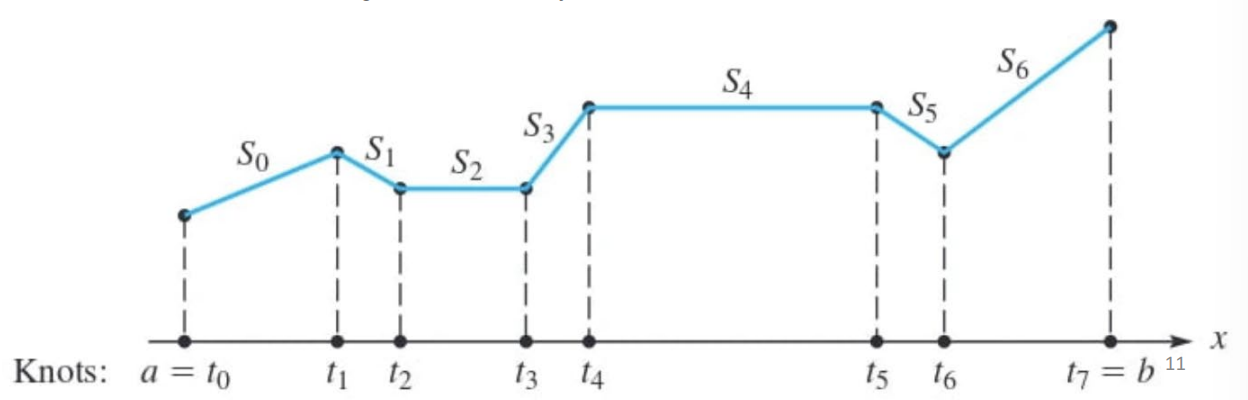 S6
S4
S5
S3
S0
S1
S2
x
Knots: a = t0 t1 t2 t3 t4 t5 t6 t7 = b 11